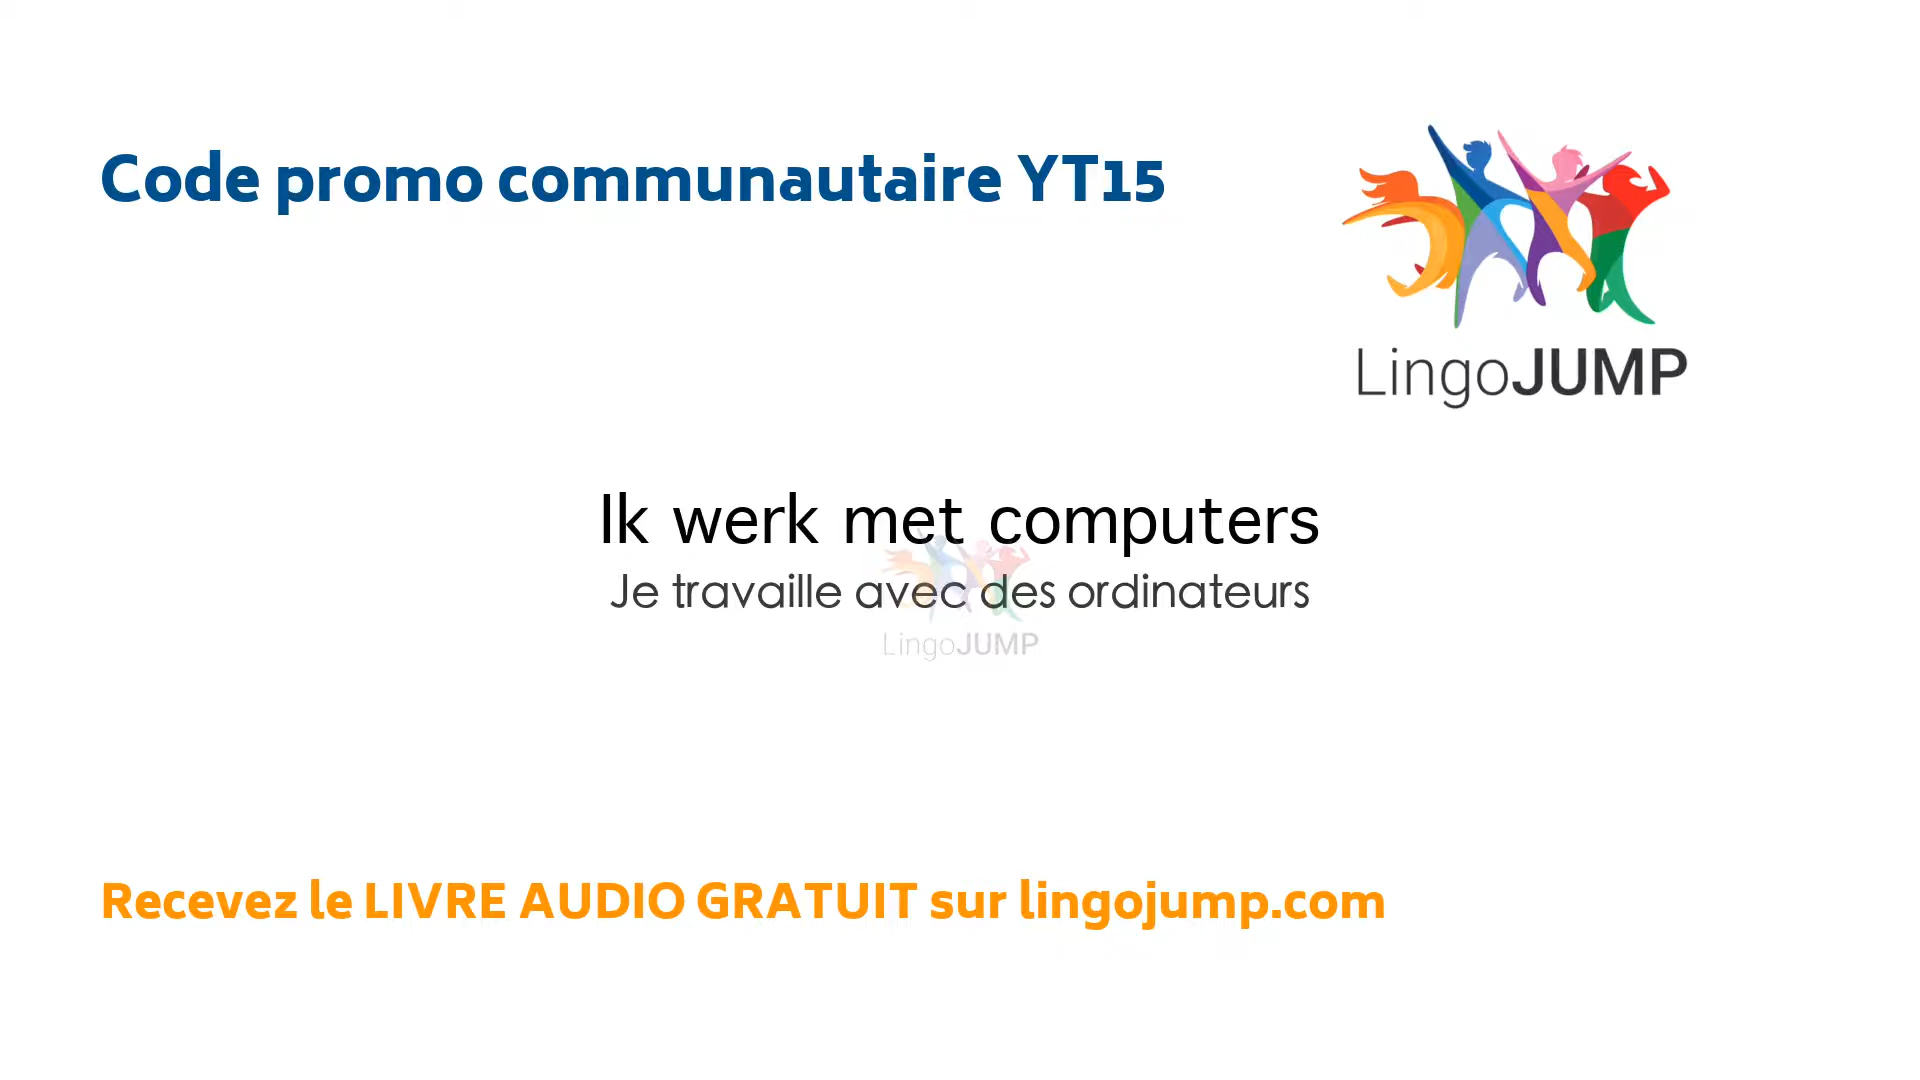 Code promo communautaire YT15
LingoJUMP
Ik werk met computers
Je travaille avec des ordinateurs
LingoJUMP
Recevez le LIVRE AUDIO GRATUIT sur lingojump.com